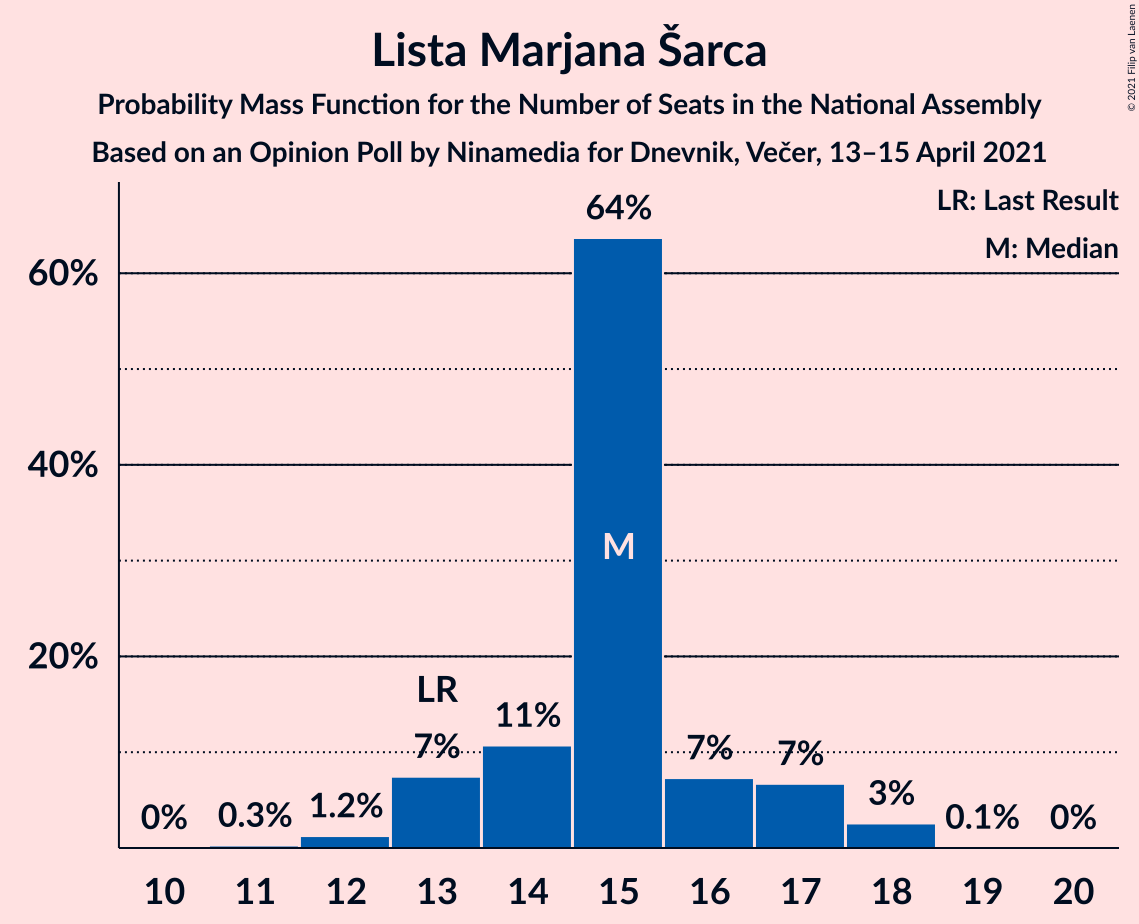 Lista Marjana Šarca
Probability Mass Function for the Number of Seats in the National Assembly
Based on an Opinion Poll by Ninamedia for Dnevnik, Večer, 13–15 April 2021
© 2021 Filip van Laenen
LR: Last Result
M: Median
60%
40%
20%
0%
0.3%
1.2%
LR
7%
11%
64%
M
7%
7%
3%
0.1%
0%
10 11 12 13 14 15 16 17 18 19 20